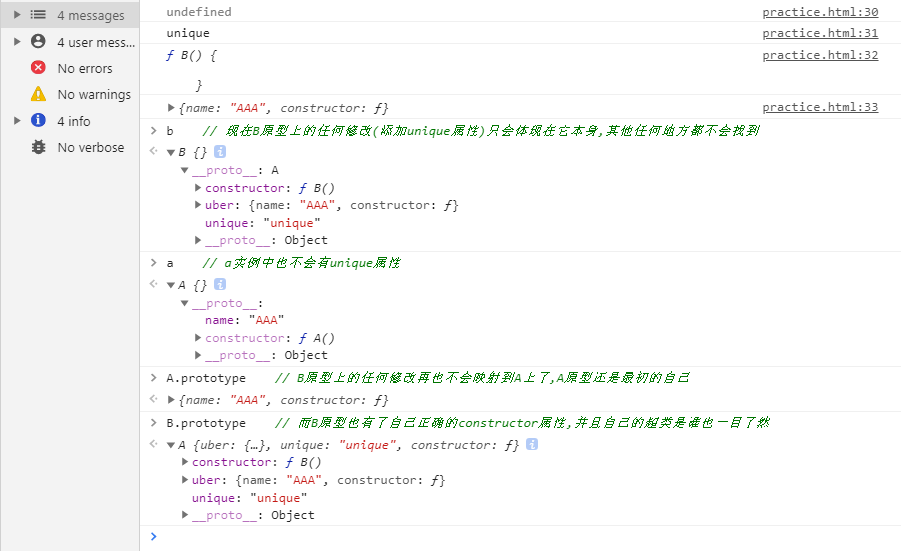 4 messages
4 user mess...
No errors
No warnings
4 info
No verbose
undefined practice.html:30
unique practice.html:31
ƒ B() { practice.html:32
}
{name: "AAA", constructor: ƒ} practice.html:33
b // 现在B原型上的任何修改(添加unique属性)只会体现在它本身,其他任何地方都不会找到
B {}
__proto__: A
constructor: ƒ B()
uber: {name: "AAA", constructor: ƒ}
unique: "unique"
__proto__: Object
a // a实例中也不会有unique属性
A {}
__proto__:
name: "AAA"
constructor: ƒ A()
__proto__: Object
A.prototype // B原型上的任何修改再也不会映射到A上了,A原型还是最初的自己
{name: "AAA", constructor: ƒ}
B.prototype // 而B原型也有了自己正确的constructor属性,并且自己的超类是谁也一目了然
A {uber: {…}, unique: "unique", constructor: ƒ}
constructor: ƒ B()
uber: {name: "AAA", constructor: ƒ}
unique: "unique"
__proto__: Object